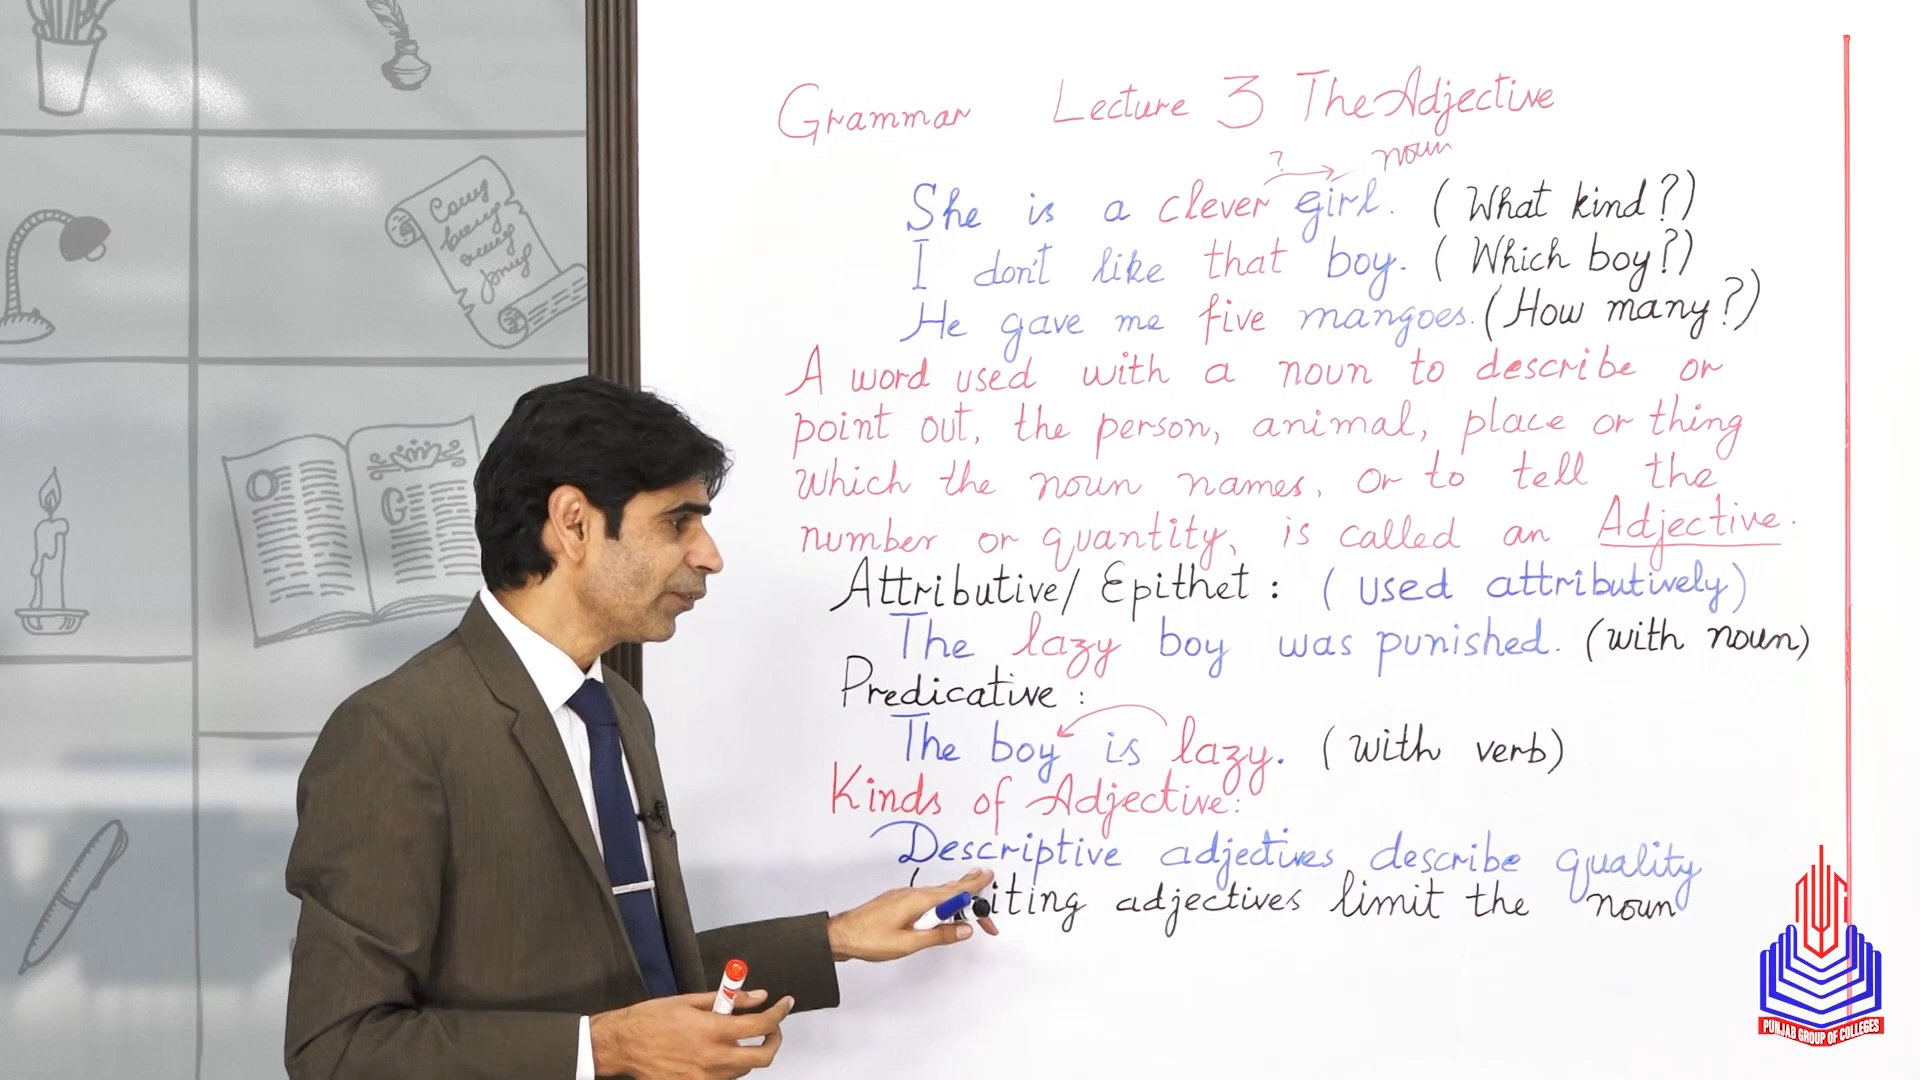 Grammar Lecture 3 The Adjective
? noun
She is a clever girl. (What kind?)
I don't like that boy. (Which boy?)
He gave me five mangoes. (How many?)
A word used with a noun to describe or
point out, the person, animal, place or thing
which the noun names, or to tell the
number or quantity, is called an Adjective.
Attributive/ Epithet: (used attributively)
The lazy boy was punished. (with noun)
Predicative:
The boy is lazy. (with verb)
Kinds of Adjective:
Descriptive adjectives describe quality
adjectives limit the noun
PUNJAB GROUP OF COLLEGES